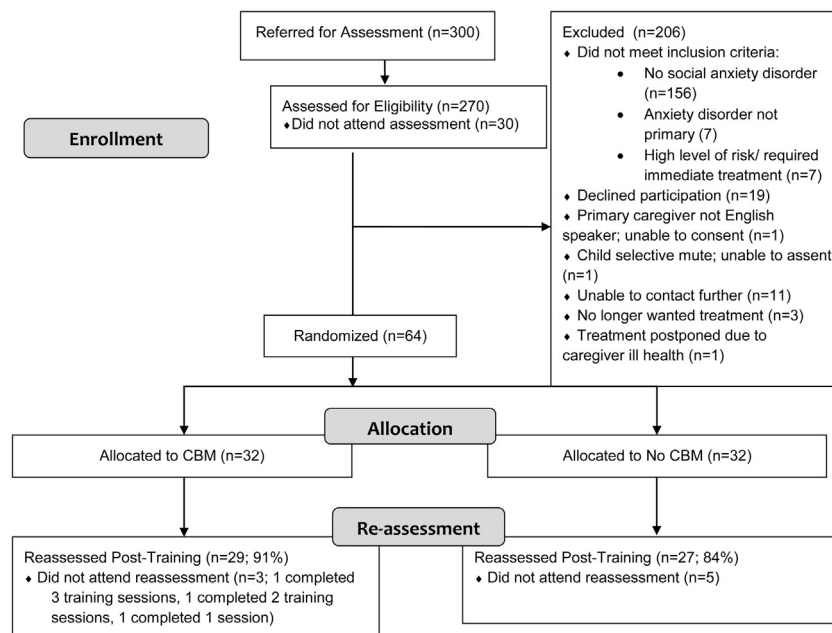 Referred for Assessment (n=300)
Assessed for Eligibility (n=270)
♦Did not attend assessment (n=30)
Enrollment
Excluded (n=206)
♦ Did not meet inclusion criteria:
• No social anxiety disorder
(n=156)
• Anxiety disorder not
primary (7)
• High level of risk/ required
immediate treatment (n=7)
♦ Declined participation (n=19)
♦ Primary caregiver not English
speaker; unable to consent (n=1)
♦ Child selective mute; unable to assent
(n=1)
♦ Unable to contact further (n=11)
♦ No longer wanted treatment (n=3)
♦ Treatment postponed due to
caregiver ill health (n=1)
Randomized (n=64)
Allocation
Allocated to CBM (n=32)
Allocated to No CBM (n=32)
Re-assessment
Reassessed Post-Training (n=29; 91%)
♦ Did not attend reassessment (n=3; 1 completed
3 training sessions, 1 completed 2 training
sessions, 1 completed 1 session)
Reassessed Post-Training (n=27; 84%)
♦ Did not attend reassessment (n=5)